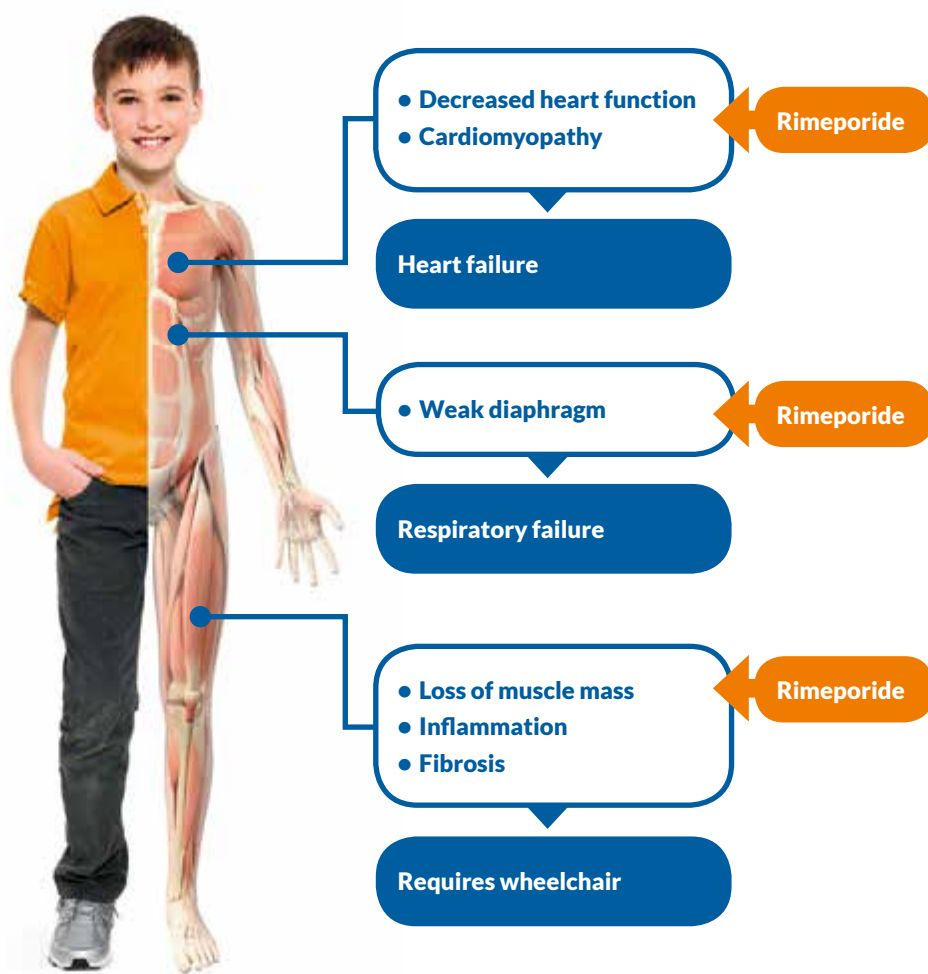 • Decreased heart function
• Cardiomyopathy
Rimeporide
Heart failure
• Weak diaphragm
Rimeporide
Respiratory failure
• Loss of muscle mass
• Inflammation
• Fibrosis
Rimeporide
Requires wheelchair